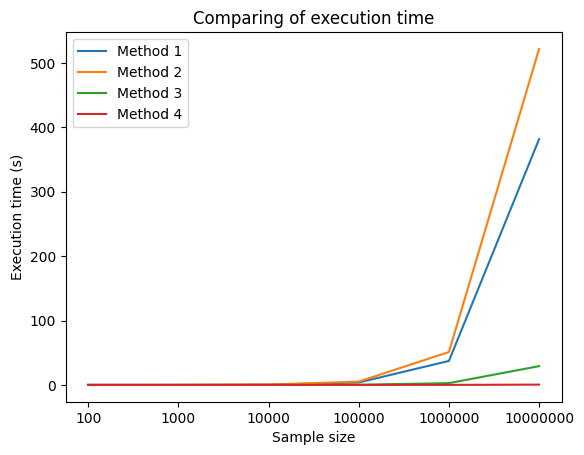 Comparing of execution time
Method 1
Method 2
Method 3
Method 4
Execution time (s)
500
400
300
200
100
0
100 1000 10000 100000 1000000 10000000
Sample size